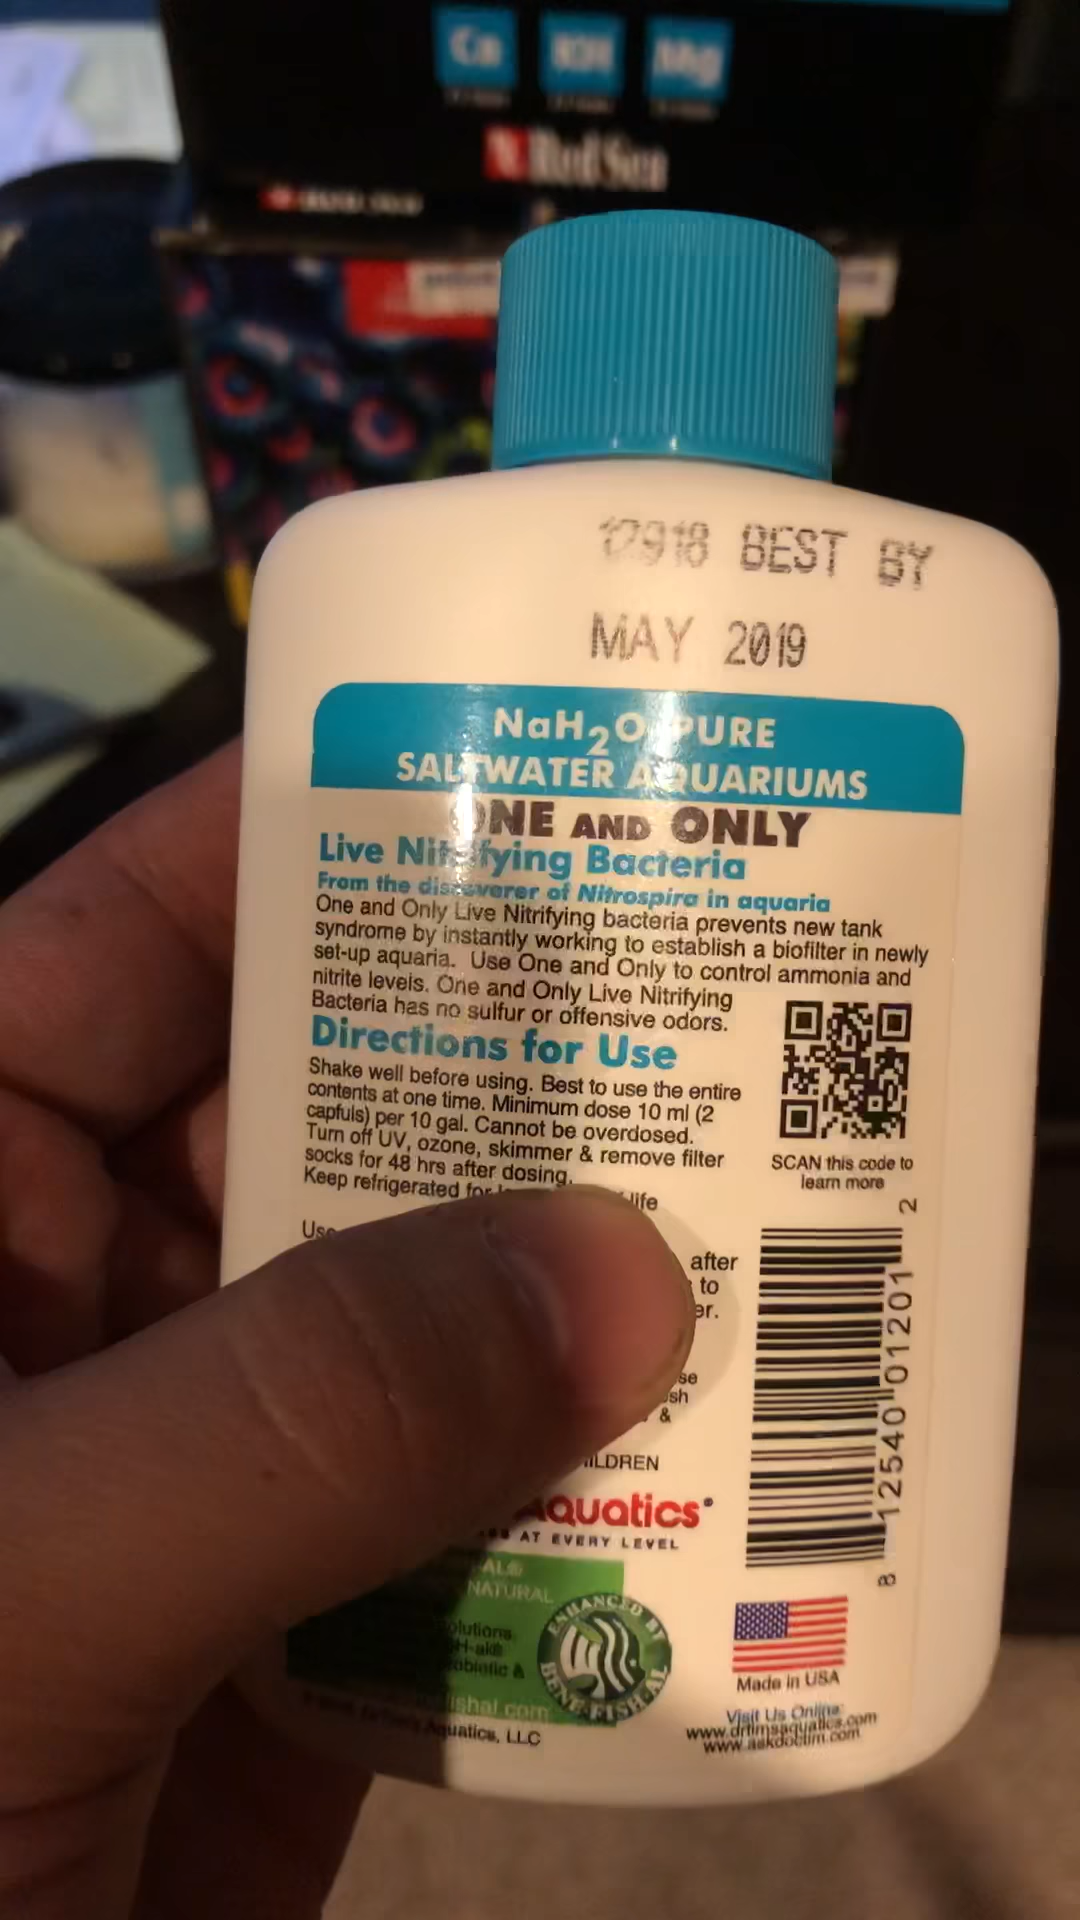 Ca KH Mg
Red Sea
17918 BEST BY
MAY 2019
NaH2O PURE
SALTWATER AQUARIUMS
ONE AND ONLY
Live Nitrifying Bacteria
From the discoverer of Nitrospira in aquaria
One and Only Live Nitrifying bacteria prevents new tank
syndrome by instantly working to establish a biofilter in newly
set-up aquaria. Use One and Only to control ammonia and
nitrite levels. One and Only Live Nitrifying
Bacteria has no sulfur or offensive odors.
Directions for Use
Shake well before using. Best to use the entire
contents at one time. Minimum dose 10 ml (2
capfuls) per 10 gal. Cannot be overdosed.
Turn off UV, ozone, skimmer & remove filter
socks for 48 hrs after dosing.
Keep refrigerated for life
SCAN this code to
learn more
after
to
&
Aquatics®
AT EVERY LEVEL
NATURAL
ENHANCED BY
BENE-FISH-AL
Aquatics, LLC
8 12540 01201 2
Made in USA
Visit Us Online:
www.drtimsaquatics.com
www.askdoctim.com